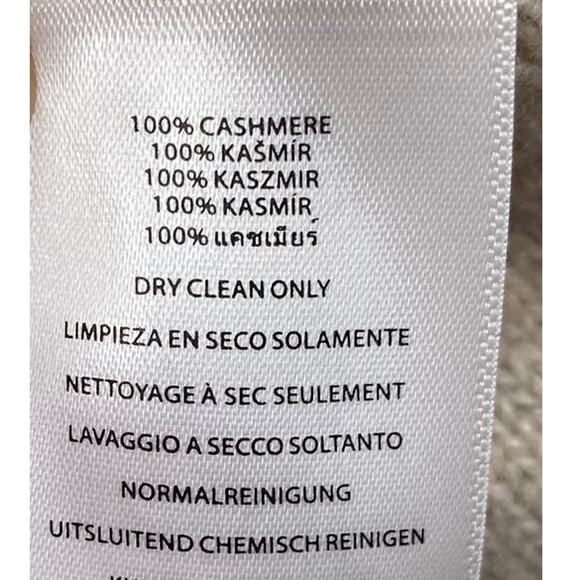 100% CASHMERE
100% KAŠMÍR
100% KASZMIR
100% KASMÍR
100% แคชเมียร์
DRY CLEAN ONLY
LIMPIEZA EN SECO SOLAMENTE
NETTOYAGE À SEC SEULEMENT
LAVAGGIO A SECCO SOLTANTO
NORMALREINIGUNG
UITSLUITEND CHEMISCH REINIGEN